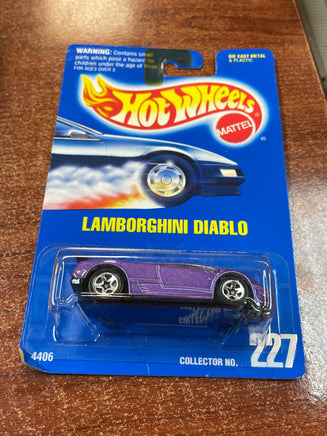 WARNING: Contains small
parts which pose a hazard for
children under the age of three
FOR AGES OVER 3
DIE CAST METAL
& PLASTIC
Hot Wheels
MATTEL
LAMBORGHINI DIABLO
4406
COLLECTOR NO. 227